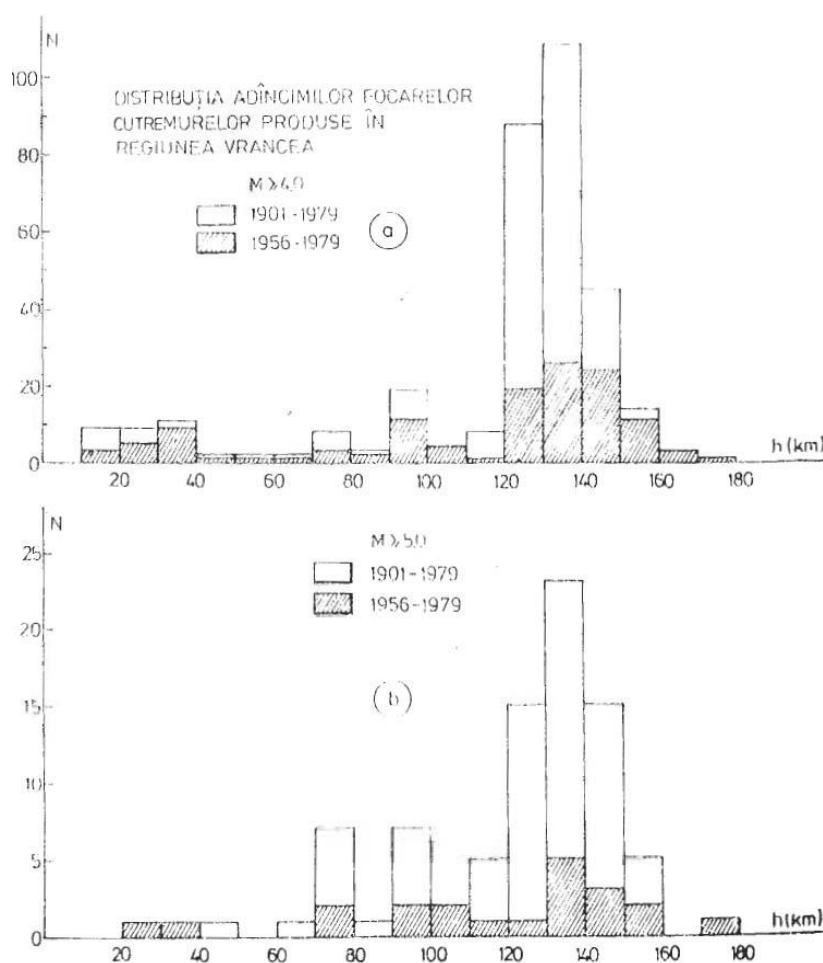 N
100
80
60
40
20
0
DISTRIBUȚIA ADÎNCIMILOR FOCARELOR
CUTREMURELOR PRODUSE ÎN
REGIUNEA VRANCEA
M ⩾ 4,0
1901-1979
1956-1979
a
20 40 60 80 100 120 140 160 180
h (km)
N
25
20
15
10
5
0
M ⩾ 5,0
1901-1979
1956-1979
b
20 40 60 80 100 120 140 160 180
h(km)